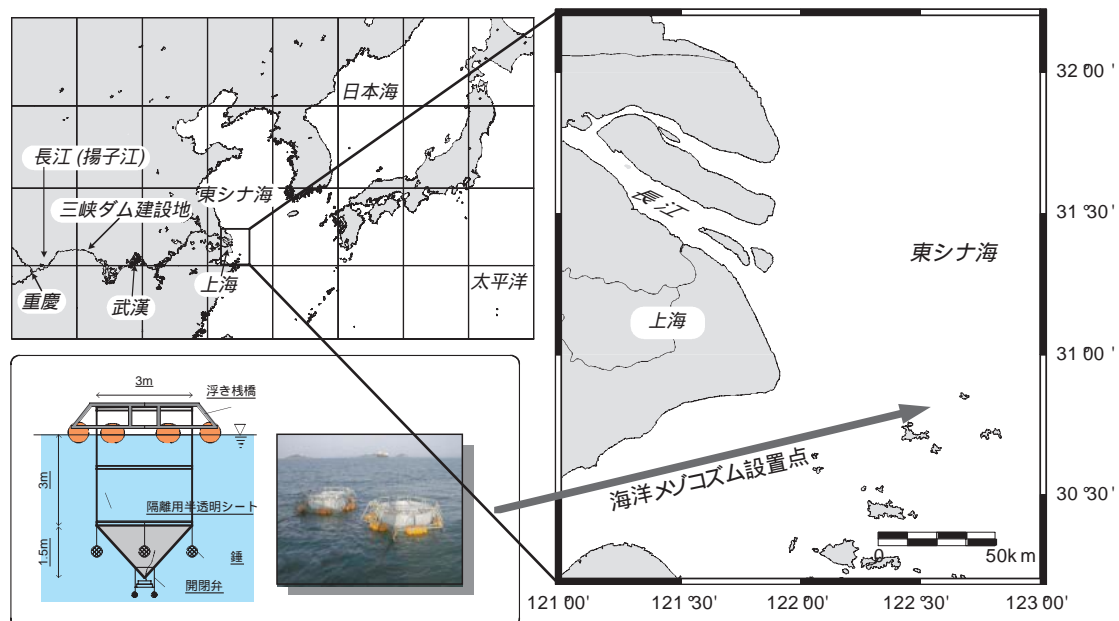 日本海
長江 (揚子江)
東シナ海
三峡ダム建設地
上海
重慶
武漢
太平洋
長江
東シナ海
上海
海洋メゾコズム設置点
0
50k m
32 00 '
31 30 '
31 00 '
30 30 '
121 00'
121 30'
122 00'
122 30'
123 00'
3m
浮き桟橋
3m
隔離用半透明シート
1.5m
錘
開閉弁